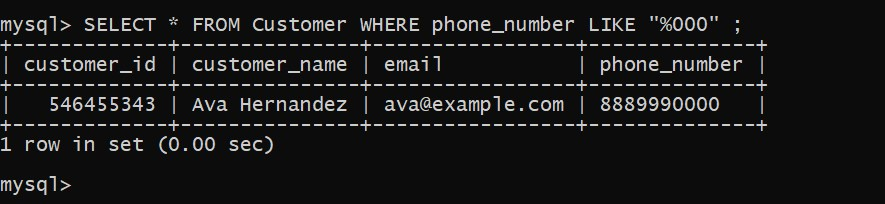 mysql> SELECT * FROM Customer WHERE phone_number LIKE "%000" ;
+-------------+---------------+-----------------+--------------+
| customer_id | customer_name | email           | phone_number |
+-------------+---------------+-----------------+--------------+
|   546455343 | Ava Hernandez | ava@example.com | 8889990000   |
+-------------+---------------+-----------------+--------------+
1 row in set (0.00 sec)
mysql>